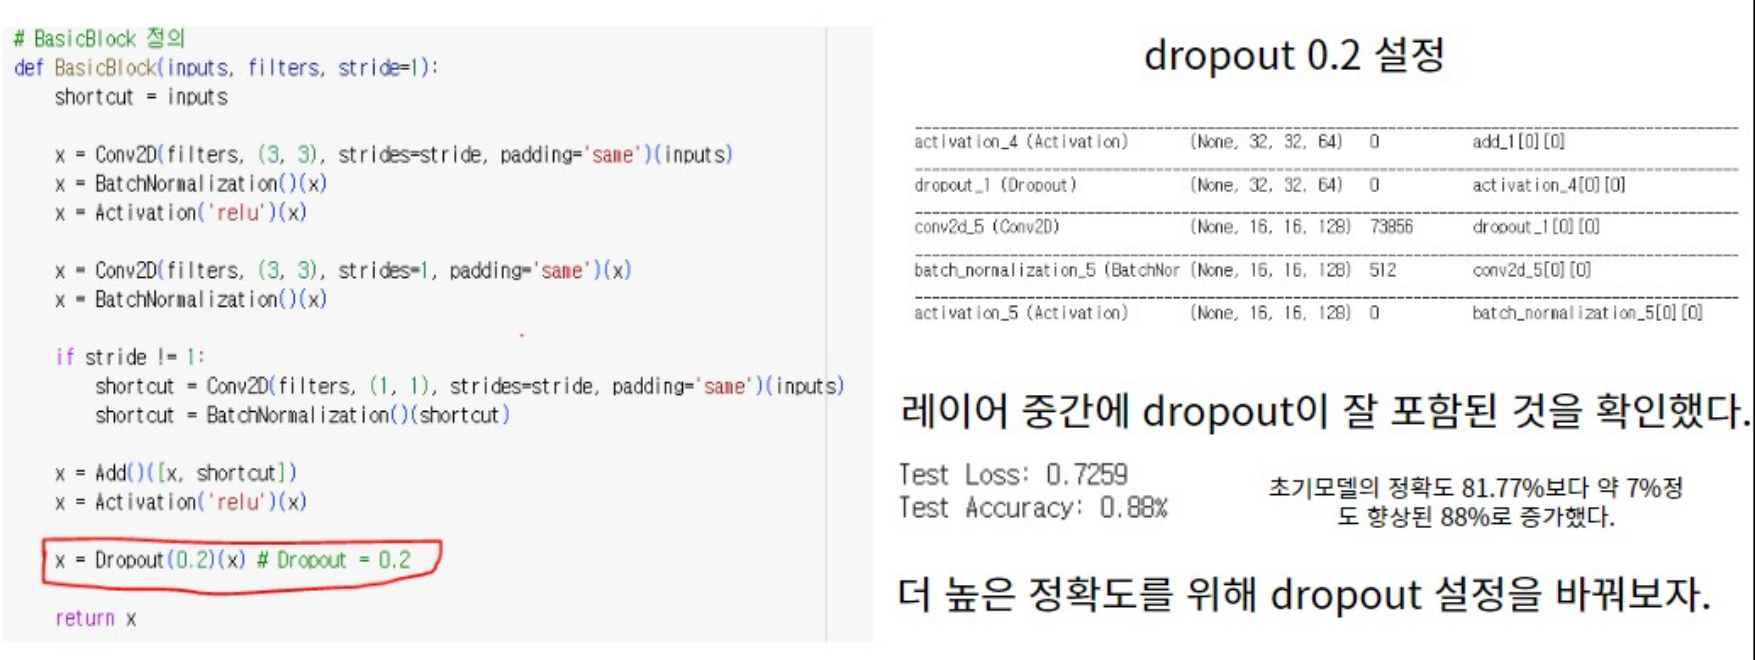 # BasicBlock 정의
def BasicBlock(inputs, filters, stride=1):
shortcut = inputs
x = Conv2D(filters, (3, 3), strides=stride, padding='same')(inputs)
x = BatchNormalization()(x)
x = Activation('relu')(x)
x = Conv2D(filters, (3, 3), strides=1, padding='same')(x)
x = BatchNormalization()(x)
if stride != 1:
shortcut = Conv2D(filters, (1, 1), strides=stride, padding='same')(inputs)
shortcut = BatchNormalization()(shortcut)
x = Add()([x, shortcut])
x = Activation('relu')(x)
x = Dropout(0.2)(x) # Dropout = 0.2
return x
dropout 0.2 설정
activation_4 (Activation) (None, 32, 32, 64) 0 add_1[0][0]
dropout_1 (Dropout) (None, 32, 32, 64) 0 activation_4[0][0]
conv2d_5 (Conv2D) (None, 16, 16, 128) 73856 dropout_1[0][0]
batch_normalization_5 (BatchNor (None, 16, 16, 128) 512 conv2d_5[0][0]
activation_5 (Activation) (None, 16, 16, 128) 0 batch_normalization_5[0][0]
레이어 중간에 dropout이 잘 포함된 것을 확인했다.
Test Loss: 0.7259
Test Accuracy: 0.88%
초기모델의 정확도 81.77%보다 약 7%정
도 향상된 88%로 증가했다.
더 높은 정확도를 위해 dropout 설정을 바꿔보자.